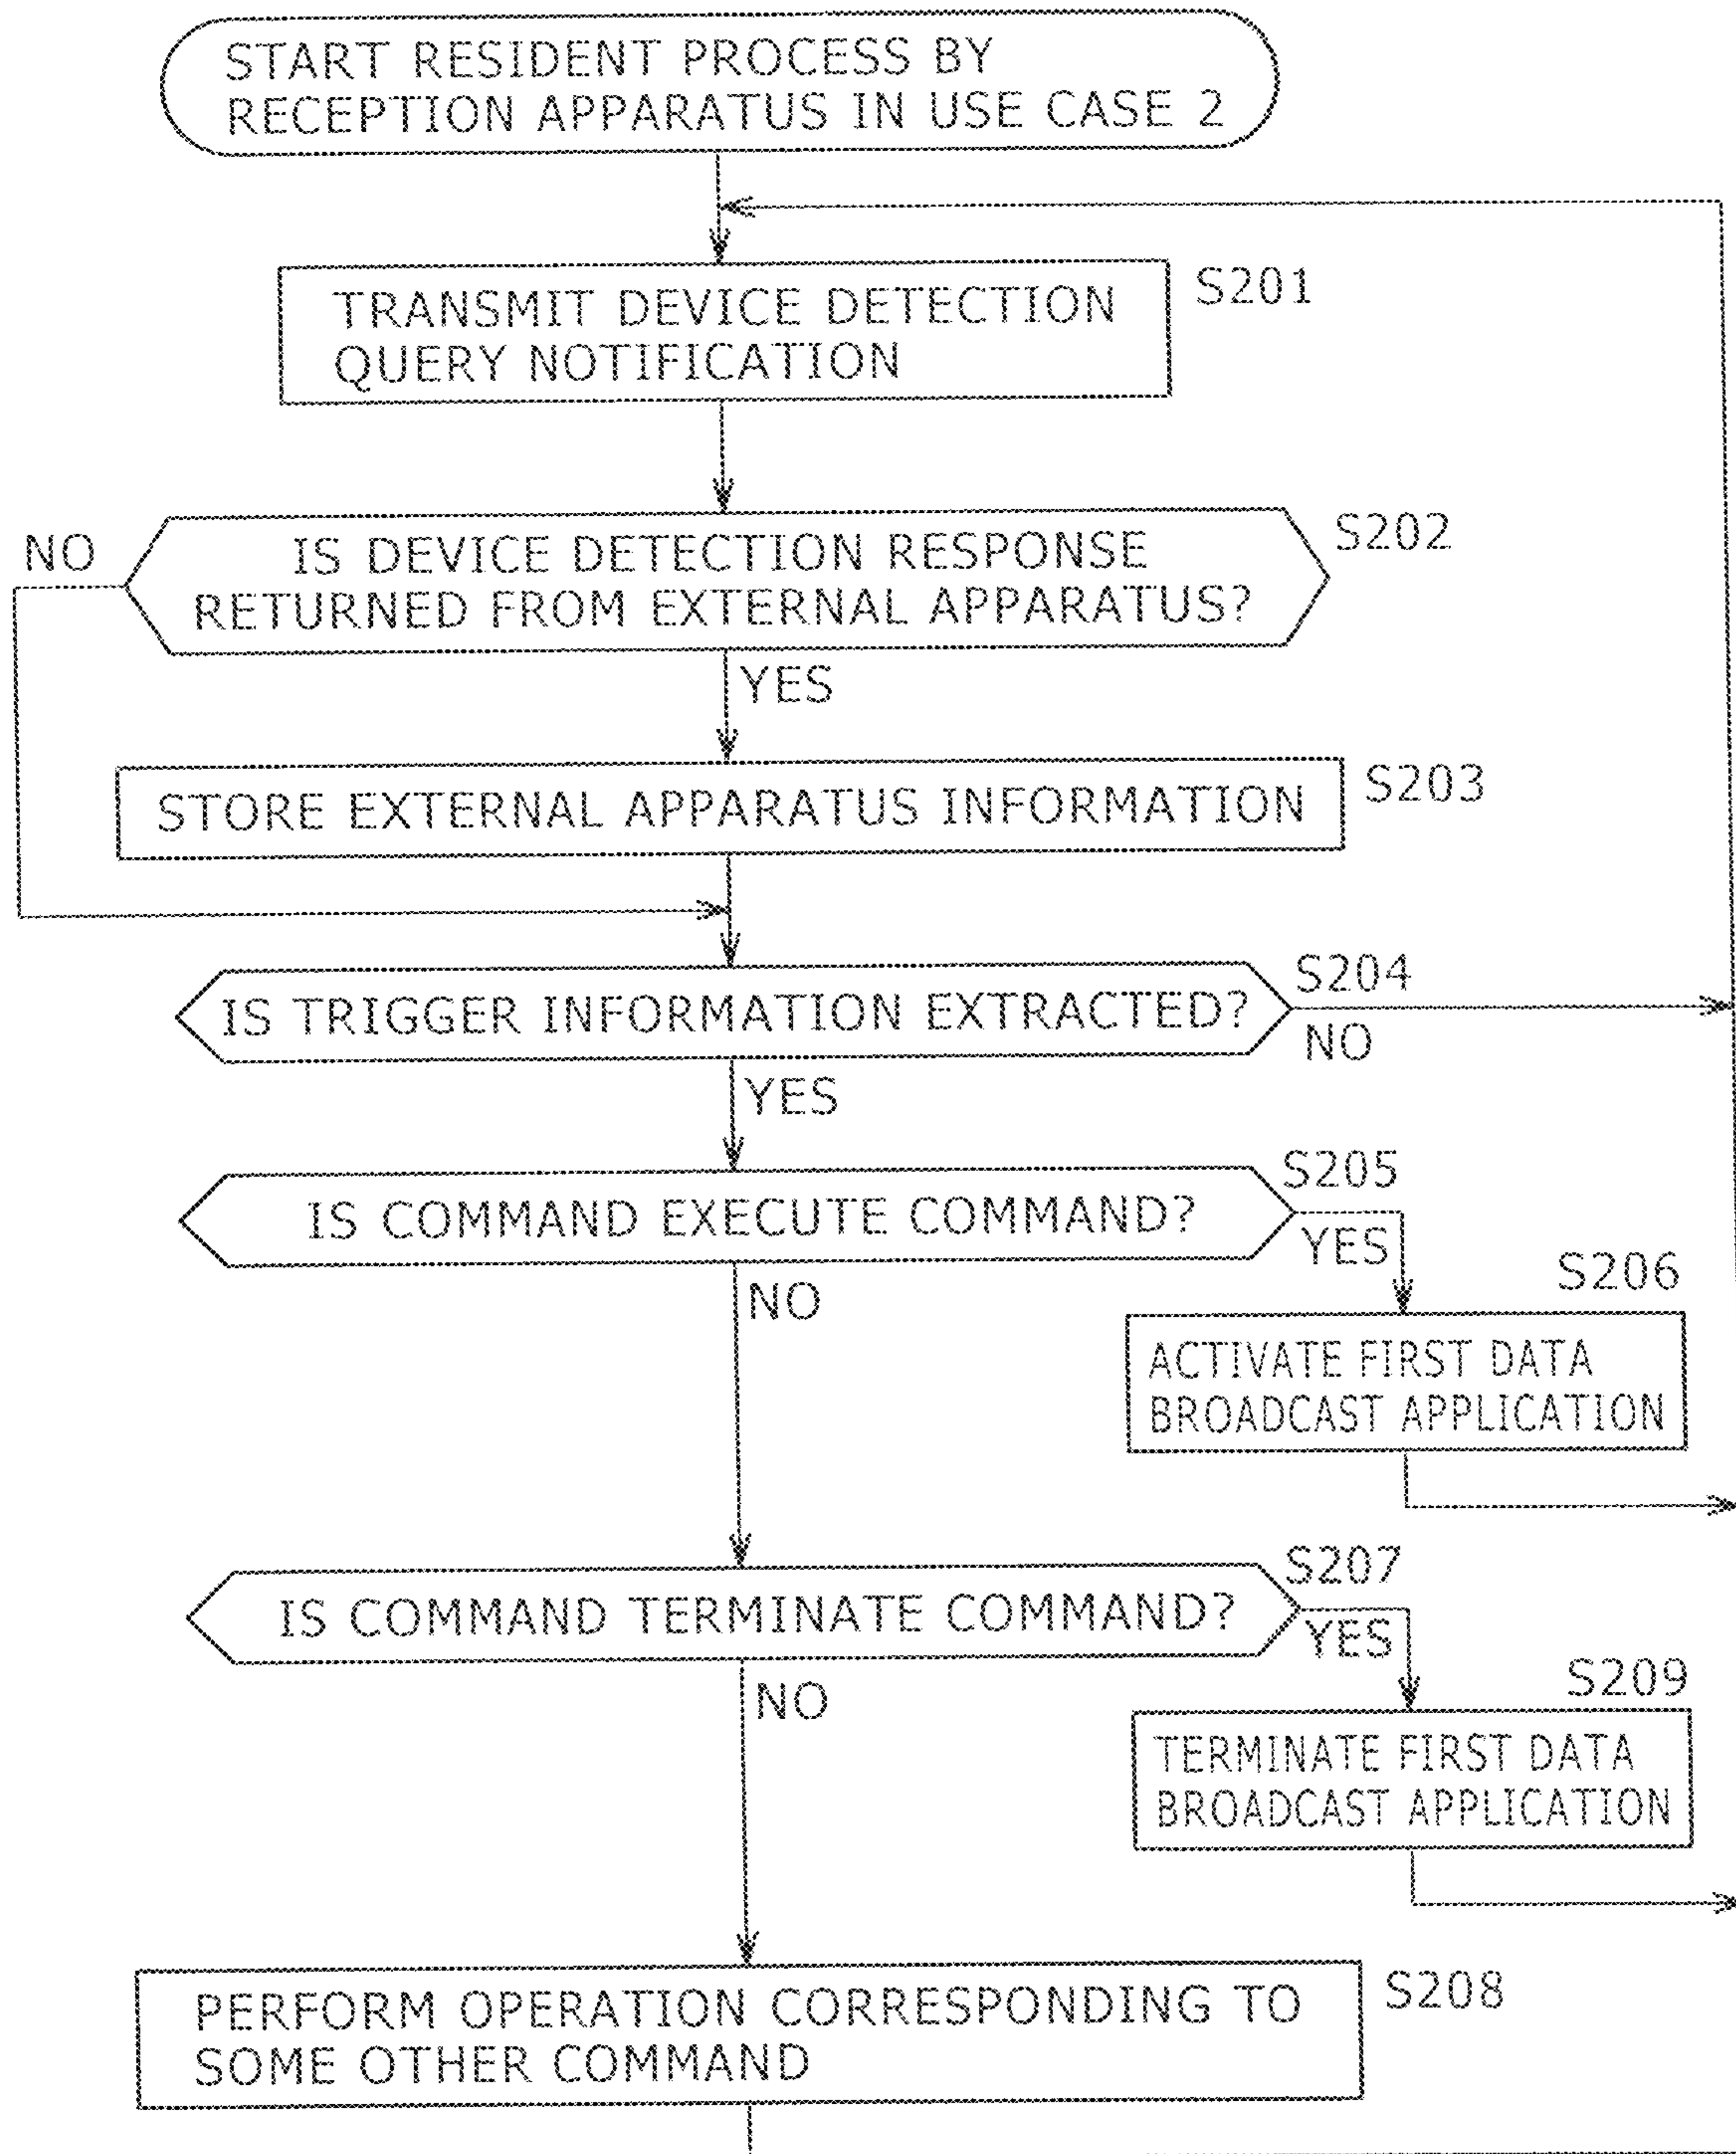 START RESIDENT PROCESS BY
RECEPTION APPARATUS IN USE CASE 2
TRANSMIT DEVICE DETECTION
QUERY NOTIFICATION
S201
NO
IS DEVICE DETECTION RESPONSE
RETURNED FROM EXTERNAL APPARATUS?
S202
YES
STORE EXTERNAL APPARATUS INFORMATION
S203
IS TRIGGER INFORMATION EXTRACTED?
S204
NO
YES
IS COMMAND EXECUTE COMMAND?
S205
YES
NO
S206
ACTIVATE FIRST DATA
BROADCAST APPLICATION
IS COMMAND TERMINATE COMMAND?
S207
YES
NO
S209
TERMINATE FIRST DATA
BROADCAST APPLICATION
PERFORM OPERATION CORRESPONDING TO
SOME OTHER COMMAND
S208